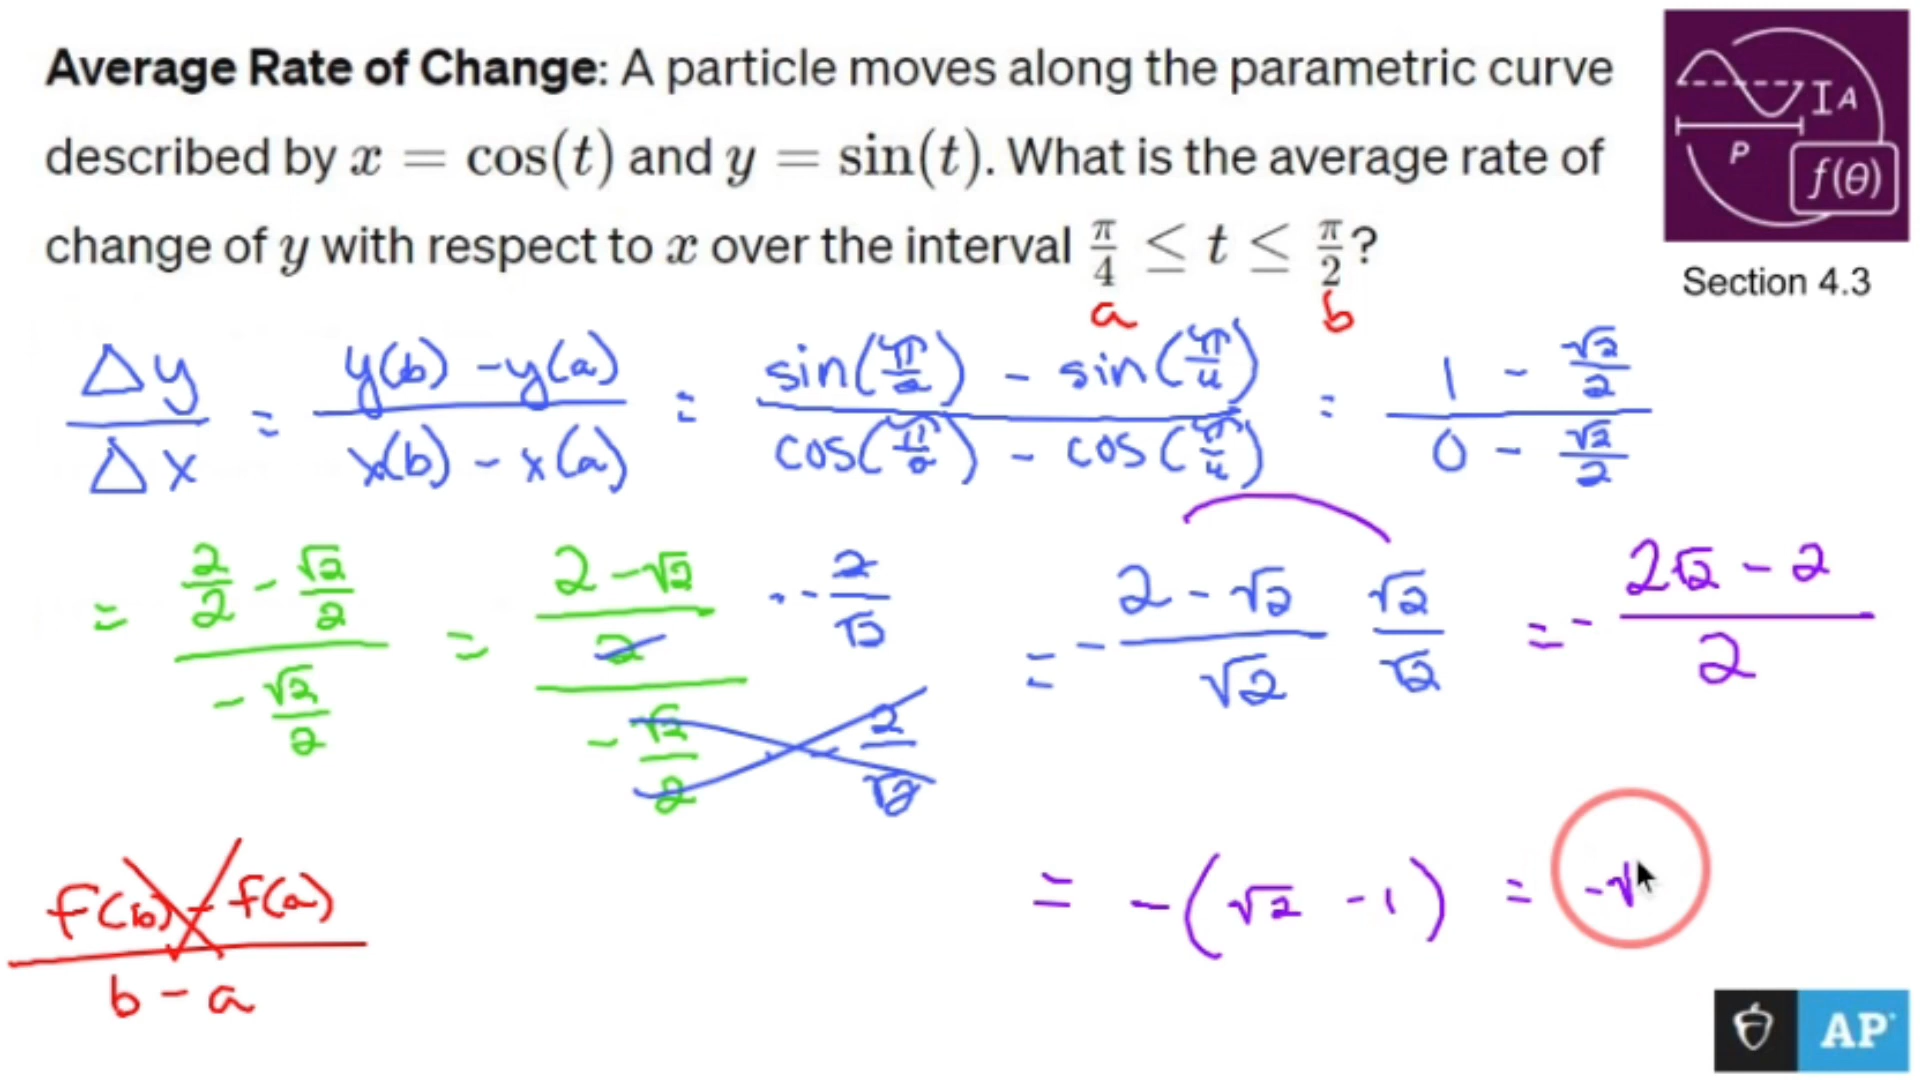 Average Rate of Change: A particle moves along the parametric curve
described by x = cos(t) and y = sin(t). What is the average rate of
change of y with respect to x over the interval π/4 ≤ t ≤ π/2?
a b
A
P
f(θ)
Section 4.3
Δy/Δx = (y(b) - y(a))/(x(b) - x(a)) = (sin(π/2) - sin(π/4))/(cos(π/2) - cos(π/4)) = (1 - √2/2)/(0 - √2/2)
= (2/2 - √2/2)/(-√2/2) = ((2 - √2)/2)/(-√2/2) · -2/√2 · -2/√2 = -(2 - √2)/√2 √2/√2 = -(2√2 - 2)/2
= -(√2 - 1) = -√
(f(b) - f(a))/(b - a)
AP